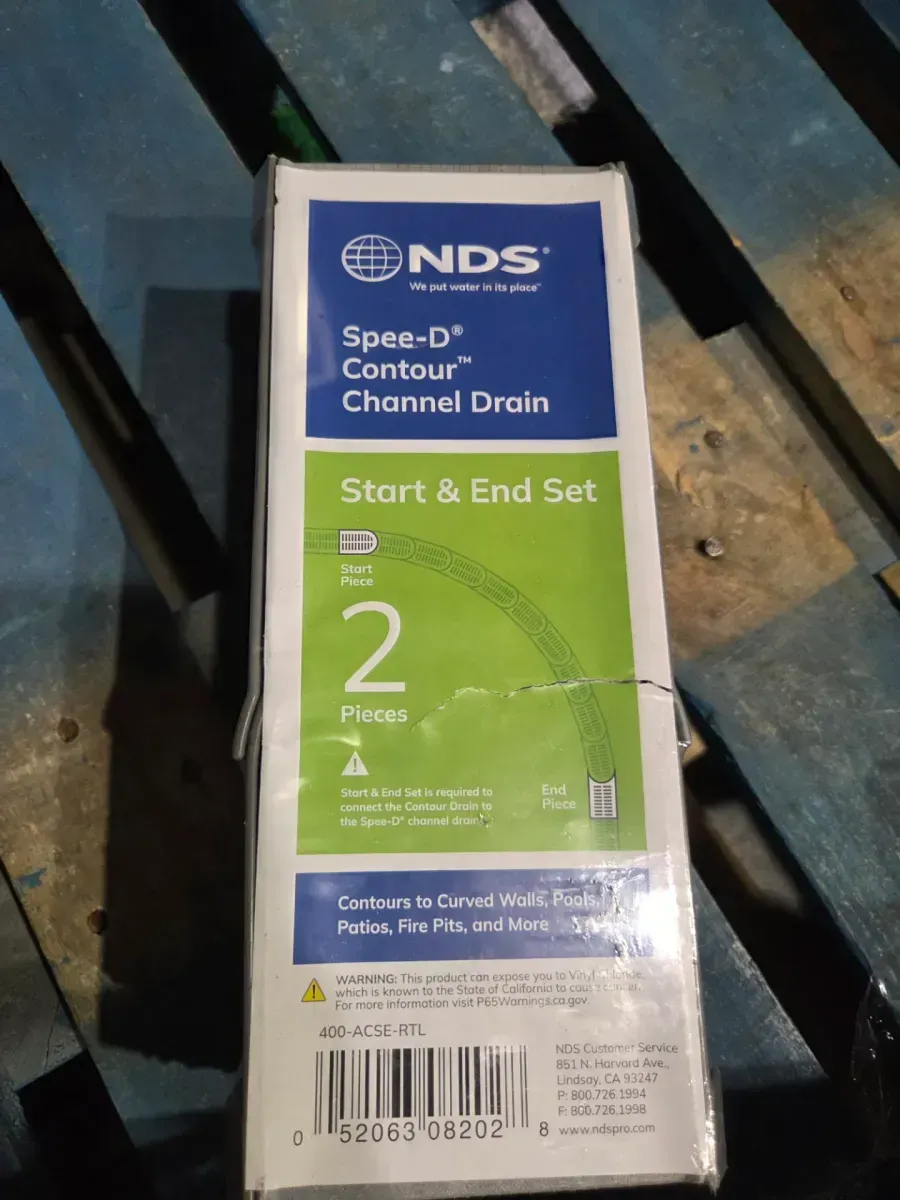 NDS®
We put water in its place™
Spee-D®
Contour™
Channel Drain
Start & End Set
Start
Piece
2
Pieces
Start & End Set is required to
connect the Contour Drain to
the Spee-D® channel drain.
End
Piece
Contours to Curved Walls, Pools,
Patios, Fire Pits, and More
WARNING: This product can expose you to Vinyl Chloride,
which is known to the State of California to cause cancer.
For more information visit P65Warnings.ca.gov.
400-ACSE-RTL
NDS Customer Service
851 N. Harvard Ave.,
Lindsay, CA 93247
P: 800.726.1994
F: 800.726.1998
www.ndspro.com
0 52063 08202 8